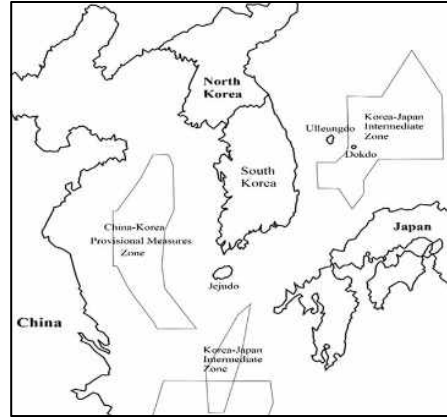 North
Korea
Korea-Japan
Intermediate
Zone
Ulleungdo
Dokdo
South
Korea
China-Korea
Provisional Measures
Zone
Japan
Jejudo
China
Korea-Japan
Intermediate
Zone